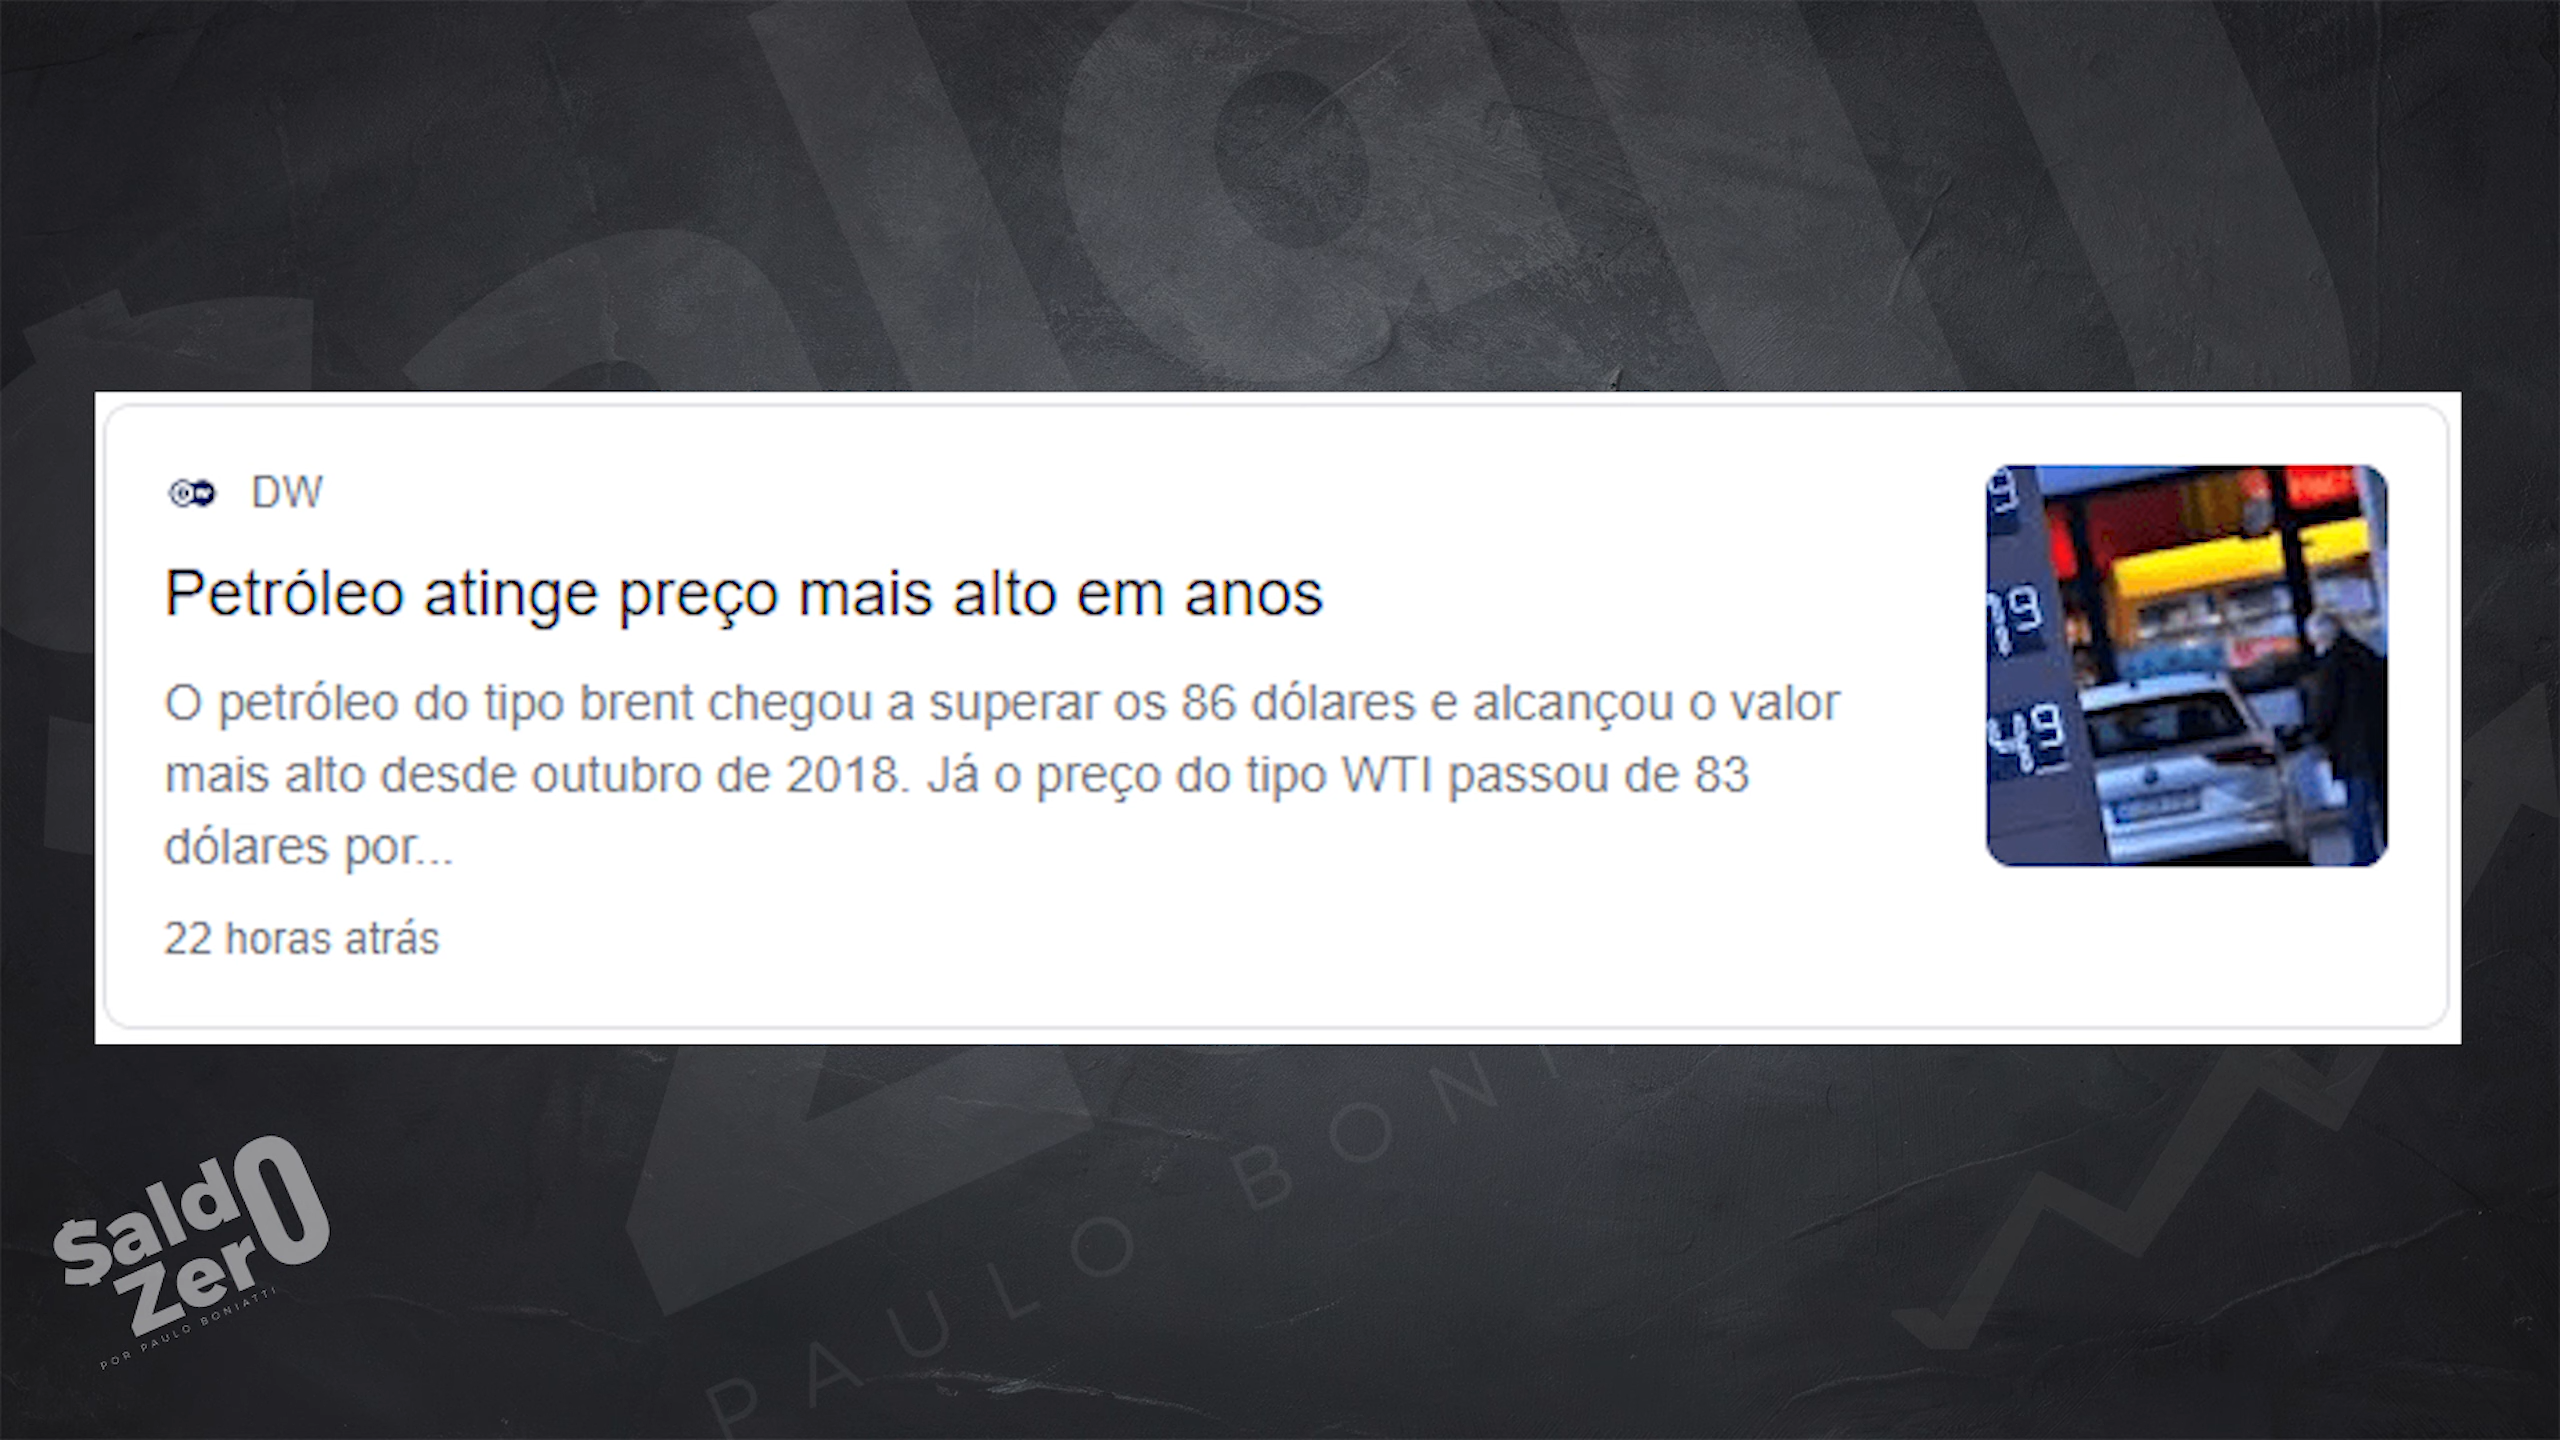 DW
Petróleo atinge preço mais alto em anos
O petróleo do tipo brent chegou a superar os 86 dólares e alcançou o valor
mais alto desde outubro de 2018. Já o preço do tipo WTI passou de 83
dólares por...
22 horas atrás
$ald0
Zer0
POR PAULO BONIATTI
PAULO BONI